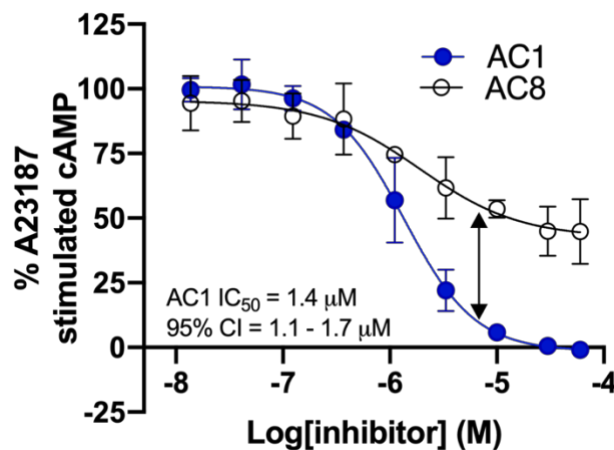 125
100
75
50
25
0
-25
% A23187
stimulated cAMP
AC1
AC8
AC1 IC50 = 1.4 μM
95% CI = 1.1 - 1.7 μM
-8 -7 -6 -5 -4
Log[inhibitor] (M)